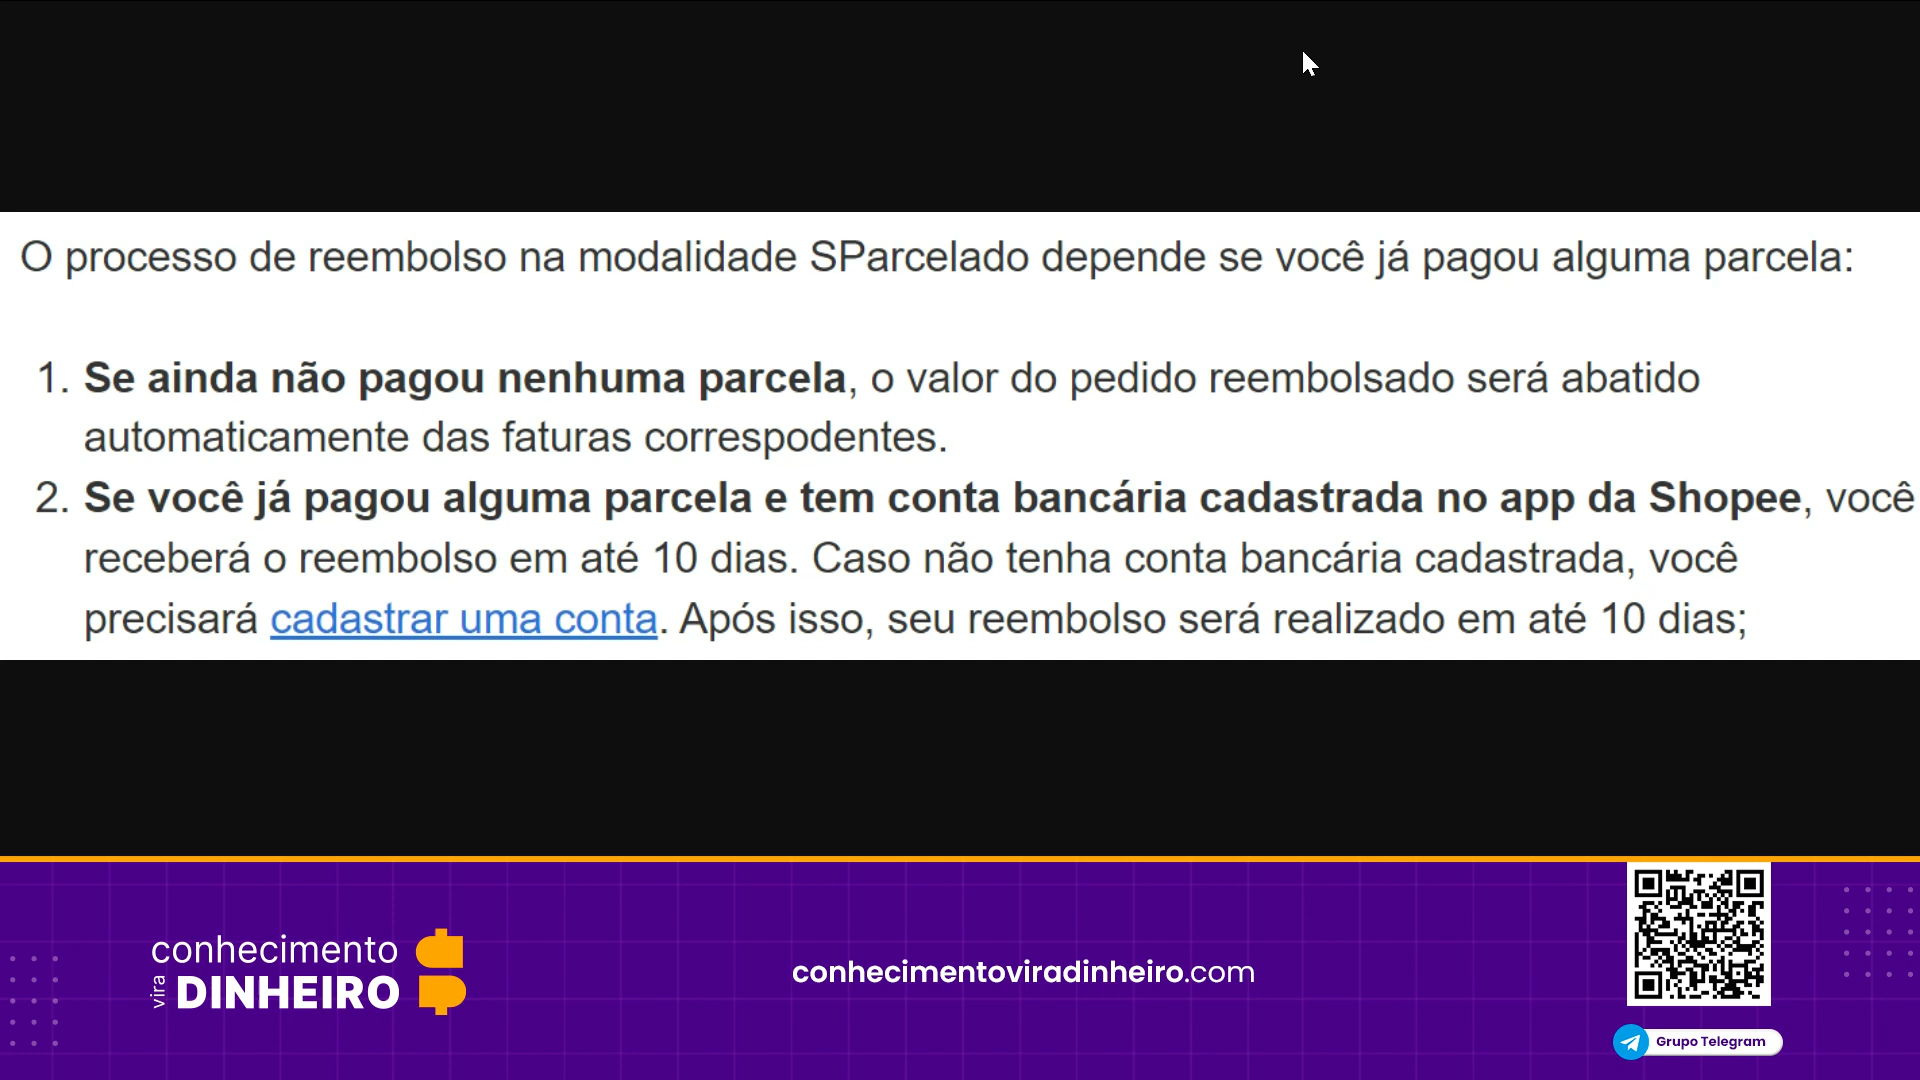 O processo de reembolso na modalidade SParcelado depende se você já pagou alguma parcela:
1. Se ainda não pagou nenhuma parcela, o valor do pedido reembolsado será abatido
automaticamente das faturas correspodentes.
2. Se você já pagou alguma parcela e tem conta bancária cadastrada no app da Shopee, você
receberá o reembolso em até 10 dias. Caso não tenha conta bancária cadastrada, você
precisará cadastrar uma conta. Após isso, seu reembolso será realizado em até 10 dias;
conhecimento
vira DINHEIRO
conhecimentoviradinheiro.com
Grupo Telegram